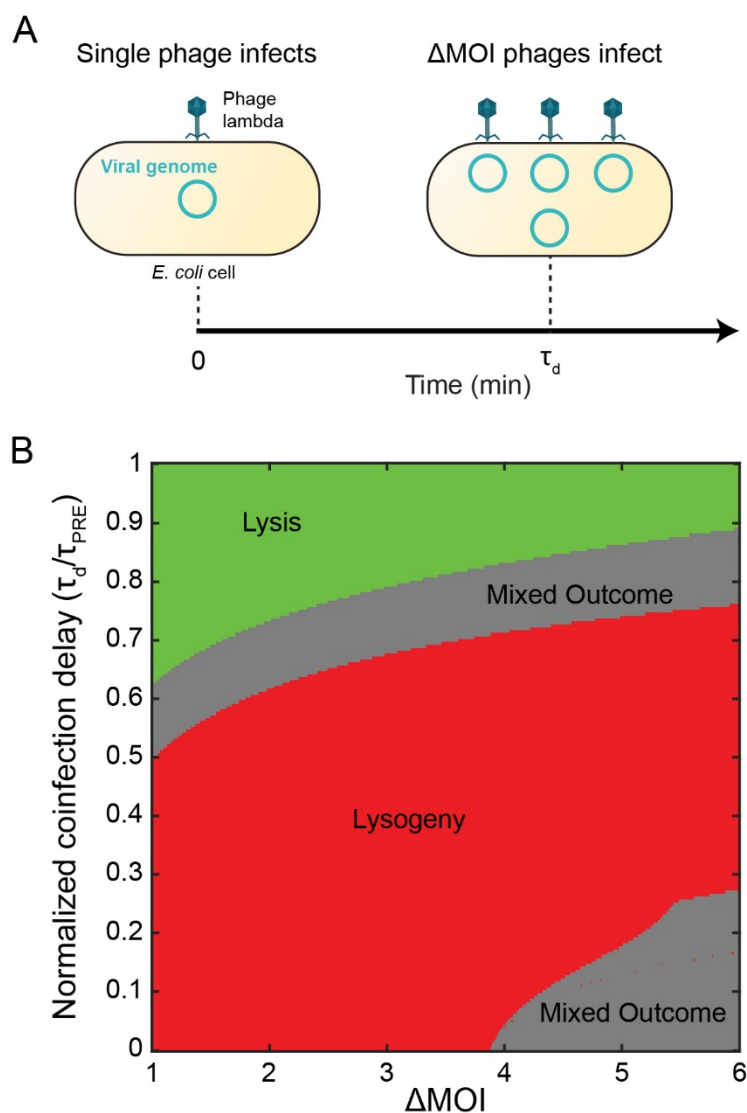 A
Single phage infects
ΔMOI phages infect
Phage
lambda
Viral genome
E. coli cell
0
τd
Time (min)
B
Normalized coinfection delay (τd/τPRE)
1
0.9
0.8
0.7
0.6
0.5
0.4
0.3
0.2
0.1
0
Lysis
Mixed Outcome
Lysogeny
Mixed Outcome
1 2 3 4 5 6
ΔMOI